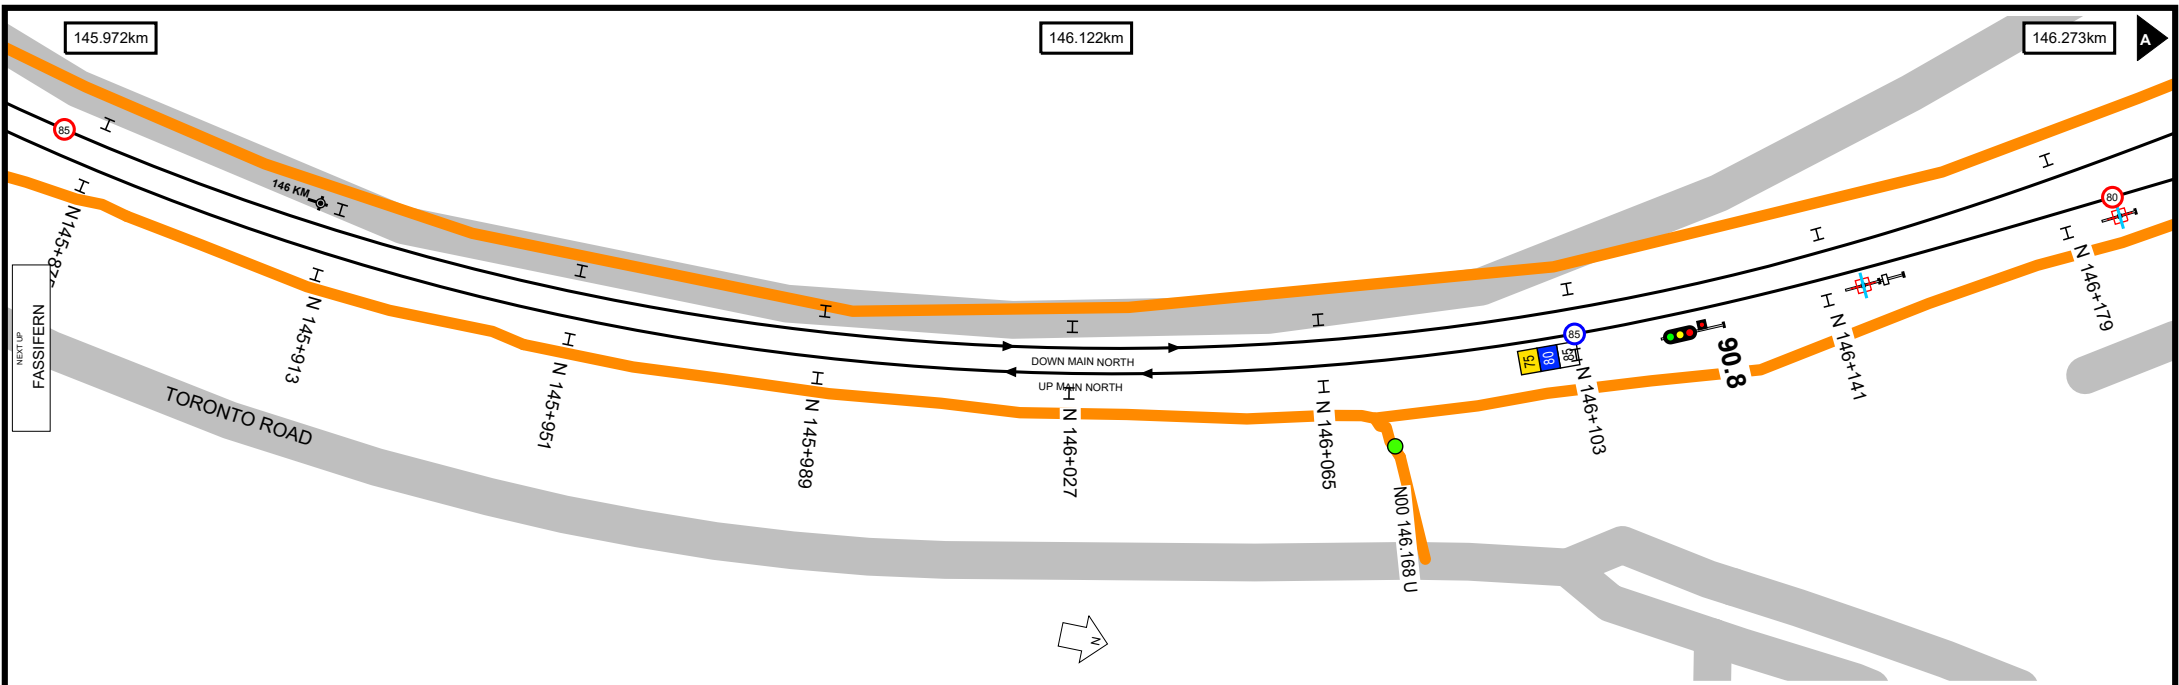 145.972km
146.122km
146.273km
A
85
146 KM
80
N 145+875
NEXT UP
FASSIFERN
N 145+913
N 145+951
N 145+989
N 146+027
N 146+065
N 146+103
N 146+141
N 146+179
DOWN MAIN NORTH
UP MAIN NORTH
85
75
80
85
90.8
TORONTO ROAD
N00 146.168 U
N